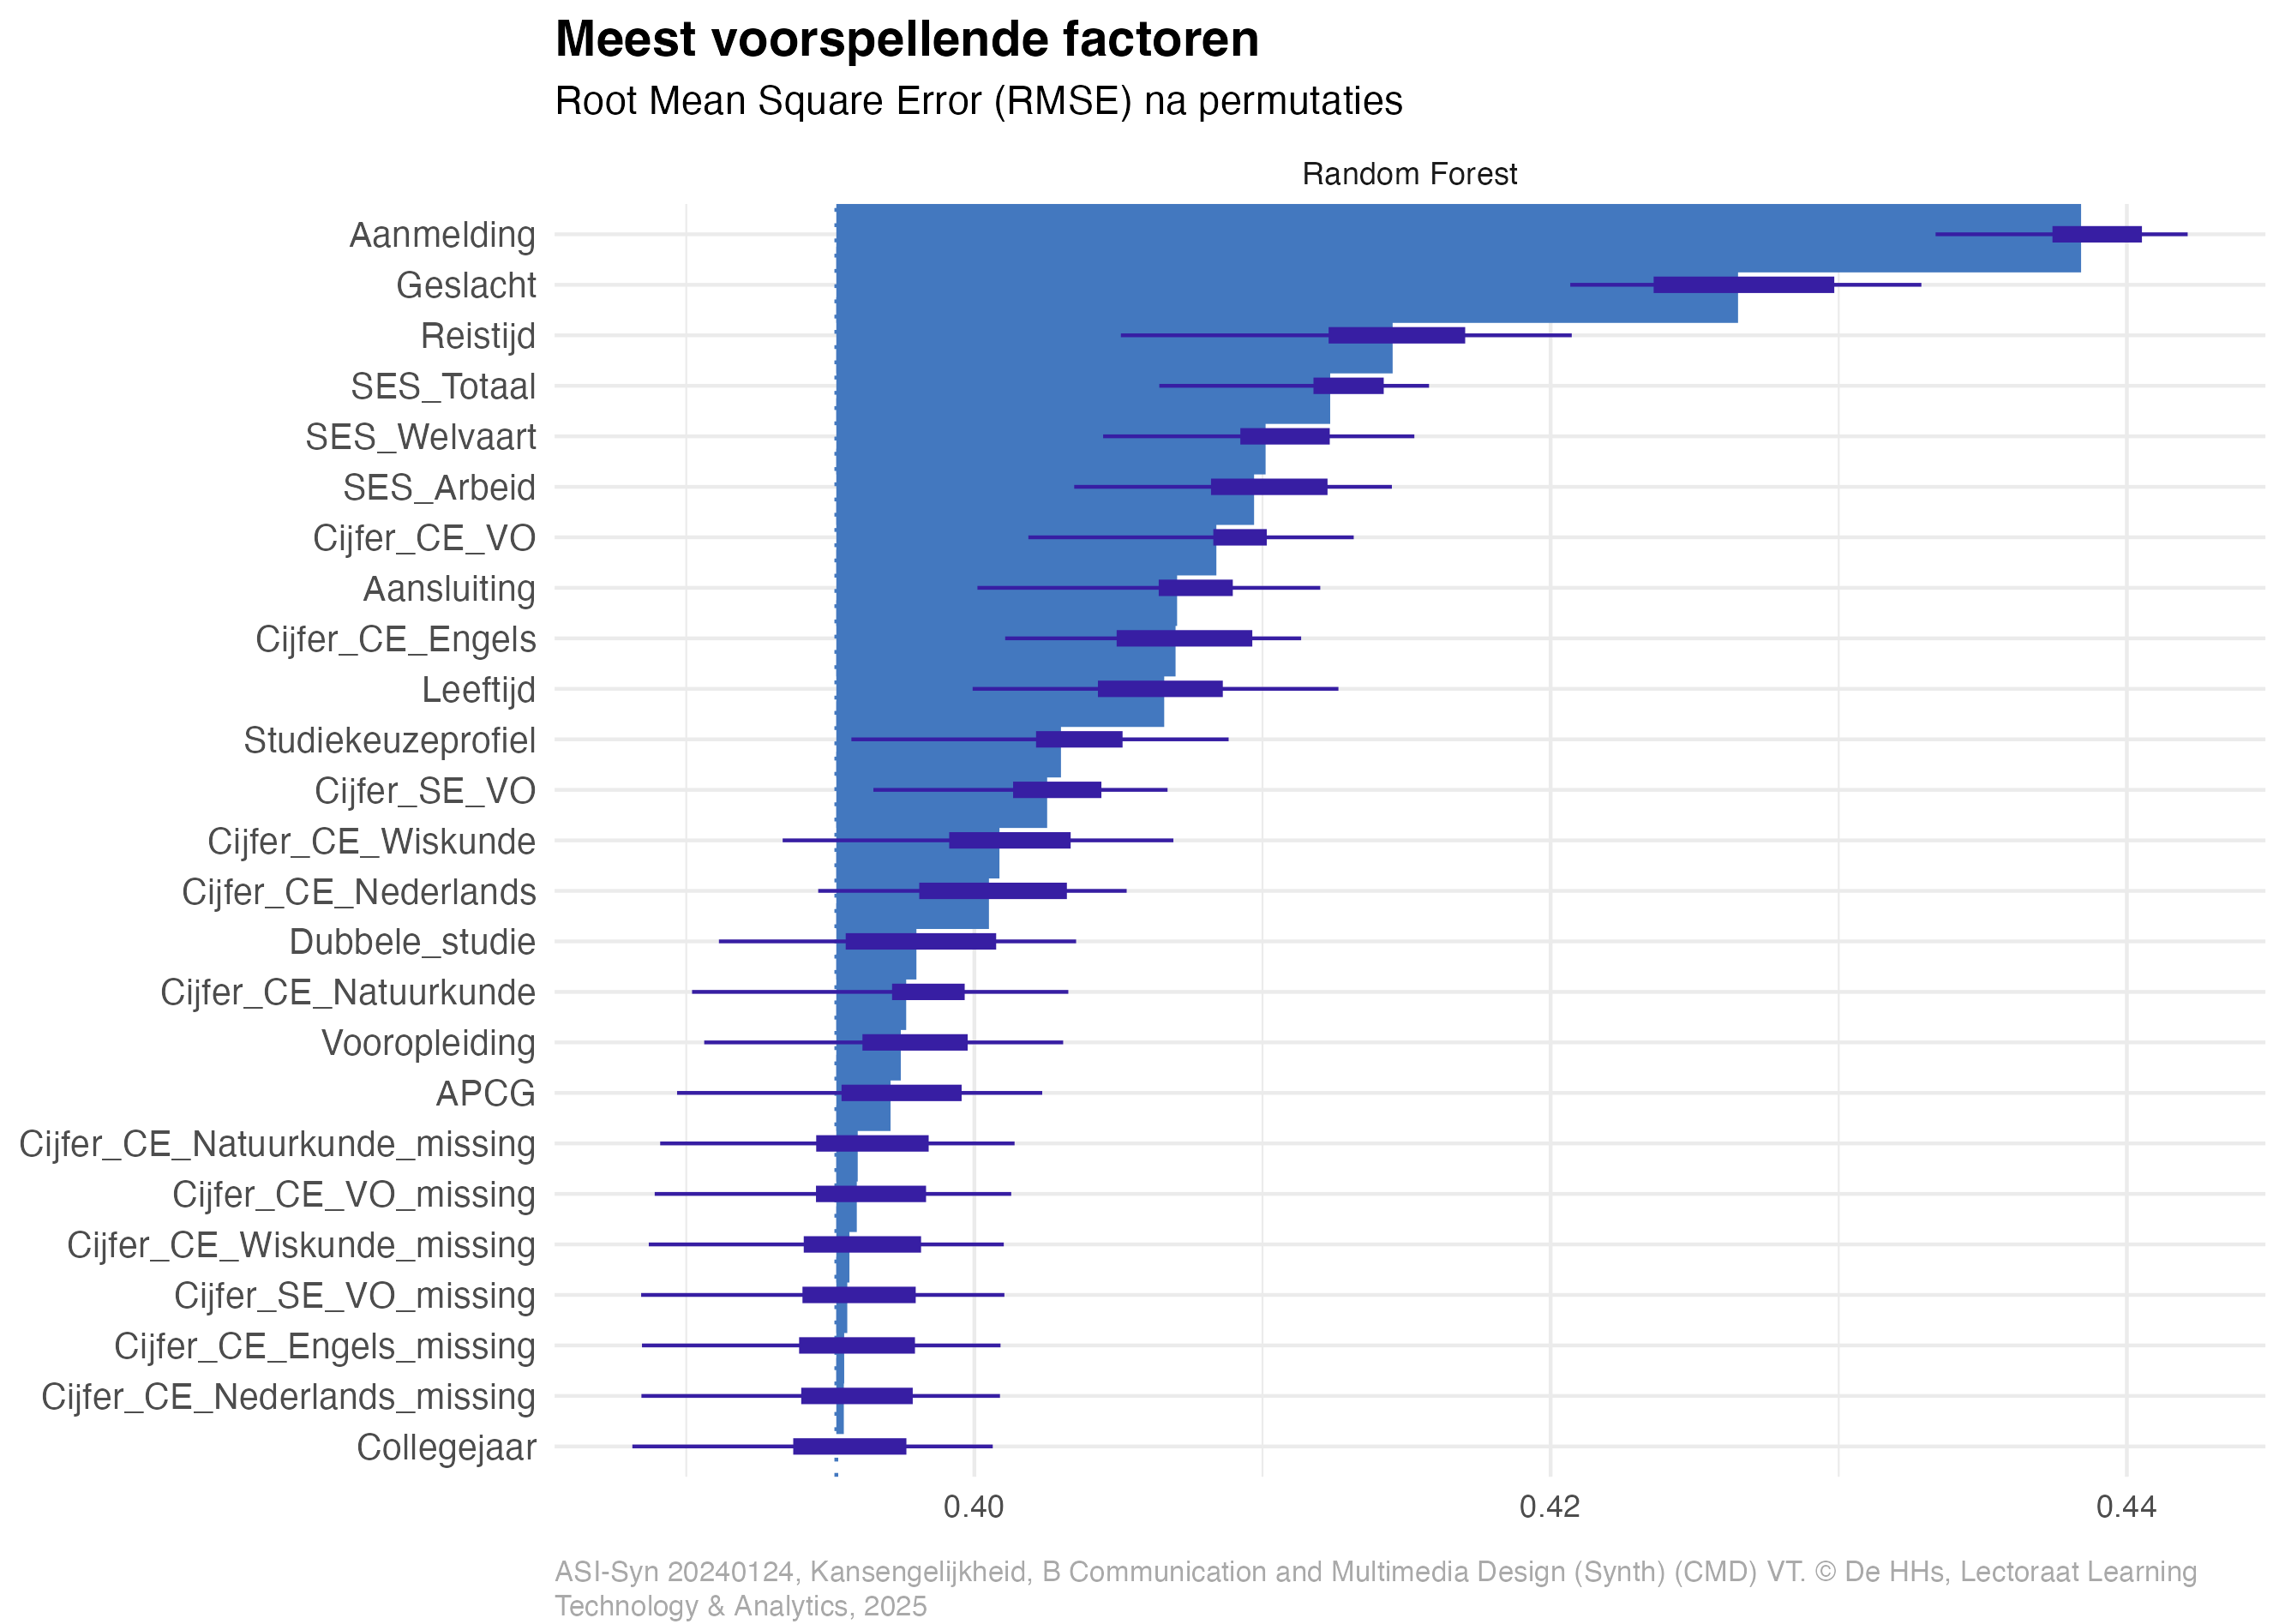 Meest voorspellende factoren
Root Mean Square Error (RMSE) na permutaties
Random Forest
Aanmelding
Geslacht
Reistijd
SES_Totaal
SES_Welvaart
SES_Arbeid
Cijfer_CE_VO
Aansluiting
Cijfer_CE_Engels
Leeftijd
Studiekeuzeprofiel
Cijfer_SE_VO
Cijfer_CE_Wiskunde
Cijfer_CE_Nederlands
Dubbele_studie
Cijfer_CE_Natuurkunde
Vooropleiding
APCG
Cijfer_CE_Natuurkunde_missing
Cijfer_CE_VO_missing
Cijfer_CE_Wiskunde_missing
Cijfer_SE_VO_missing
Cijfer_CE_Engels_missing
Cijfer_CE_Nederlands_missing
Collegejaar
0.40 0.42 0.44
ASI-Syn 20240124, Kansengelijkheid, B Communication and Multimedia Design (Synth) (CMD) VT. © De HHs, Lectoraat Learning
Technology & Analytics, 2025